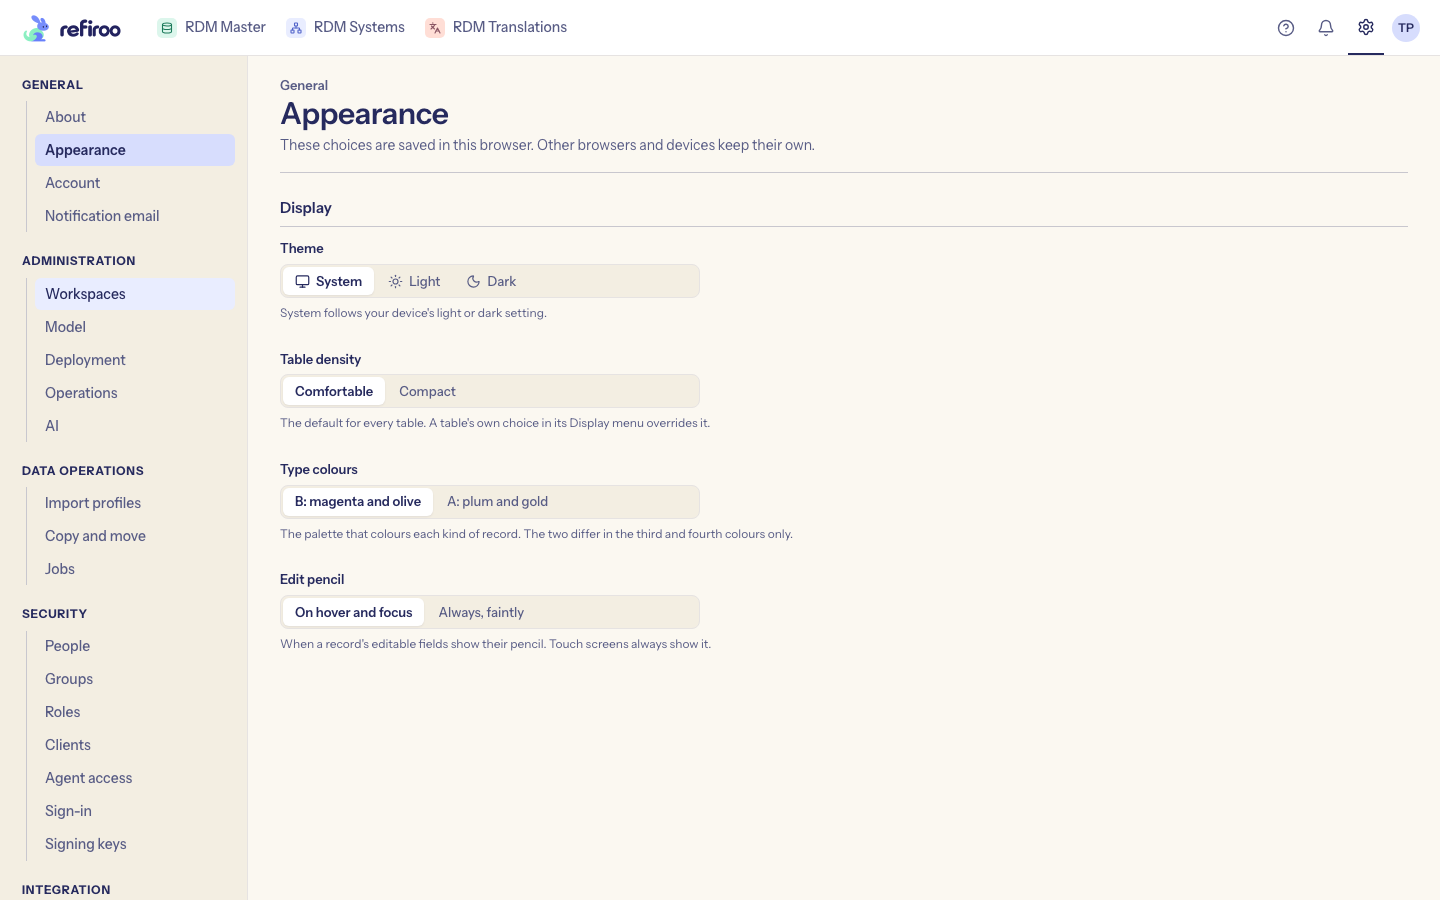 refiroo
RDM Master
RDM Systems
RDM Translations
TP
GENERAL
About
Appearance
Account
Notification email
ADMINISTRATION
Workspaces
Model
Deployment
Operations
AI
DATA OPERATIONS
Import profiles
Copy and move
Jobs
SECURITY
People
Groups
Roles
Clients
Agent access
Sign-in
Signing keys
INTEGRATION
General
Appearance
These choices are saved in this browser. Other browsers and devices keep their own.
Display
Theme
System Light Dark
System follows your device's light or dark setting.
Table density
Comfortable Compact
The default for every table. A table's own choice in its Display menu overrides it.
Type colours
B: magenta and olive A: plum and gold
The palette that colours each kind of record. The two differ in the third and fourth colours only.
Edit pencil
On hover and focus Always, faintly
When a record's editable fields show their pencil. Touch screens always show it.